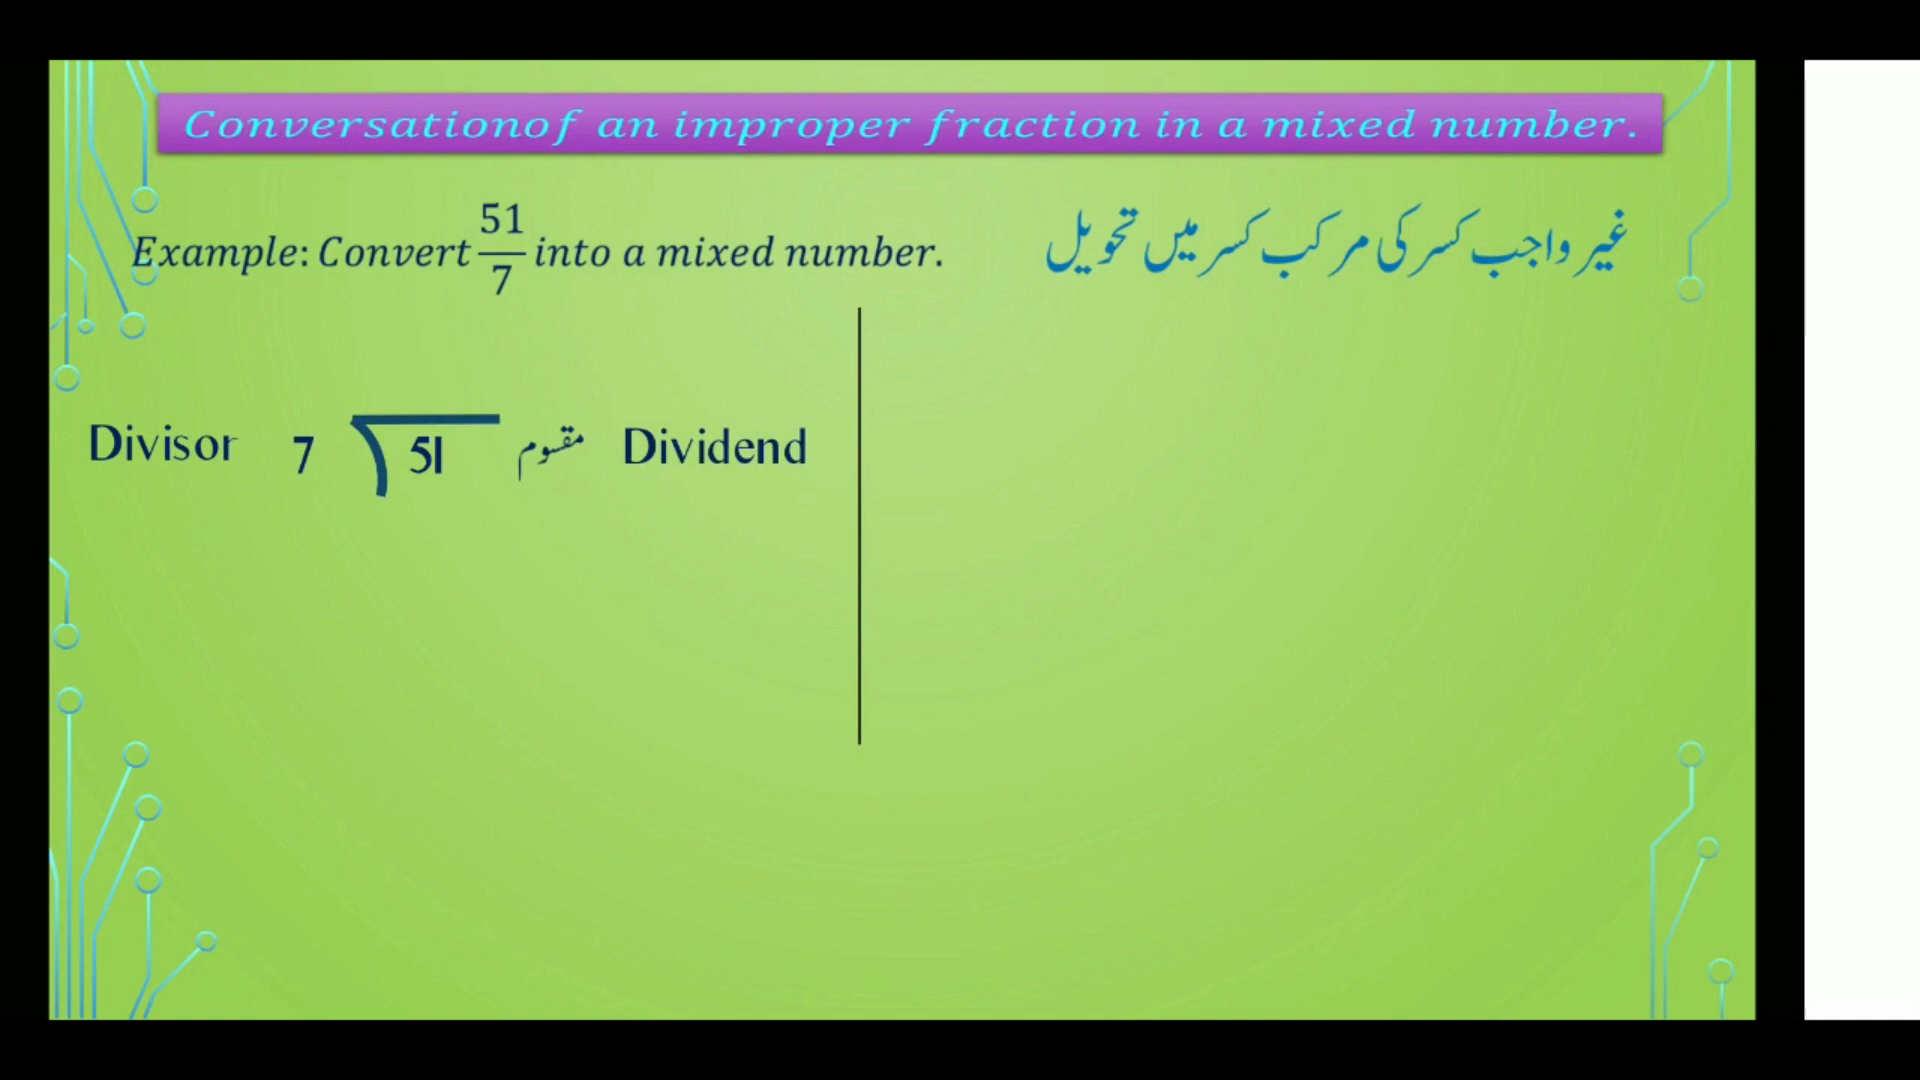 Conversationof an improper fraction in a mixed number.
Example: Convert 51/7 into a mixed number.
غیر واجب کسر کی مرکب کسر میں تحویل
Divisor 7 51 مقسوم Dividend